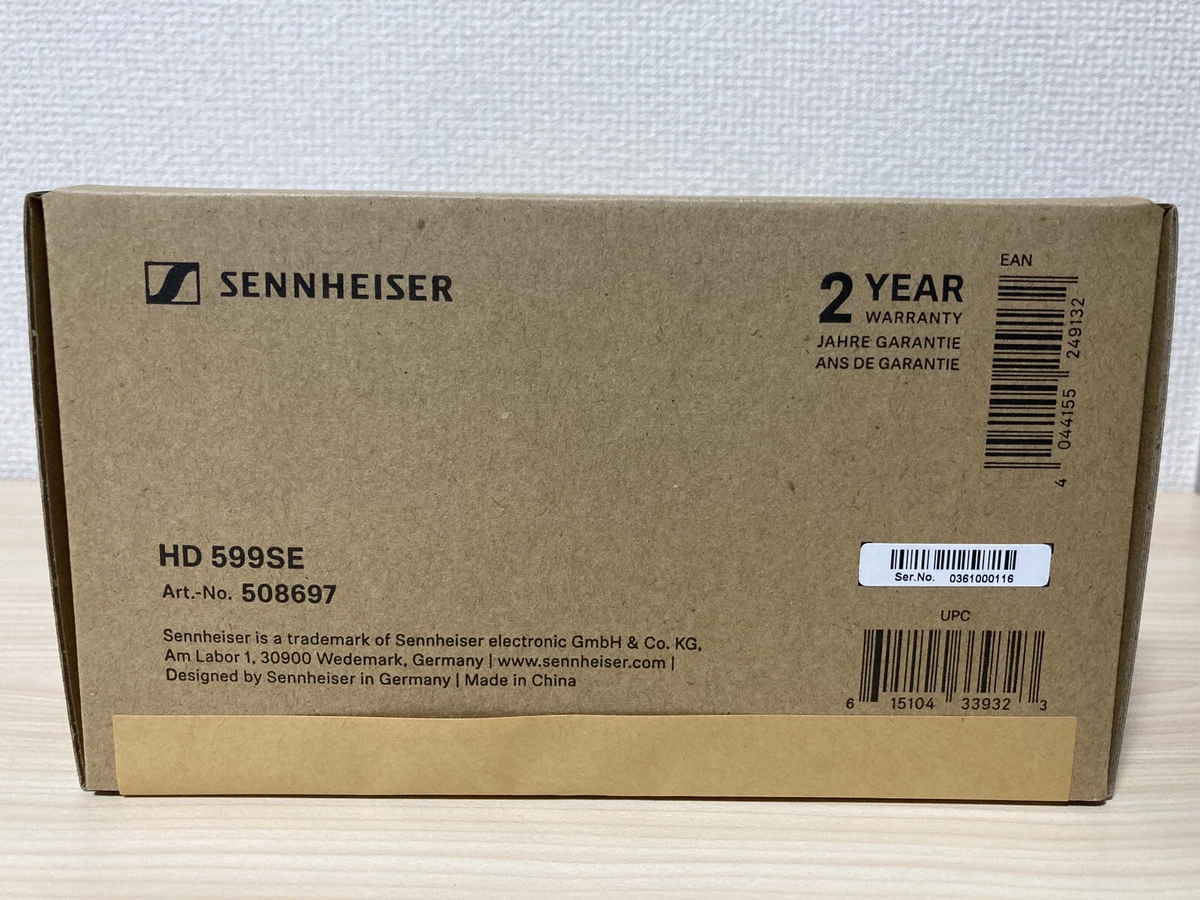 SENNHEISER
2 YEAR
WARRANTY
JAHRE GARANTIE
ANS DE GARANTIE
EAN
4 044155 249132
HD 599SE
Art.-No. 508697
Sennheiser is a trademark of Sennheiser electronic GmbH & Co. KG,
Am Labor 1, 30900 Wedemark, Germany | www.sennheiser.com |
Designed by Sennheiser in Germany | Made in China
Ser.No. 0361000116
UPC
6 15104 33932 3